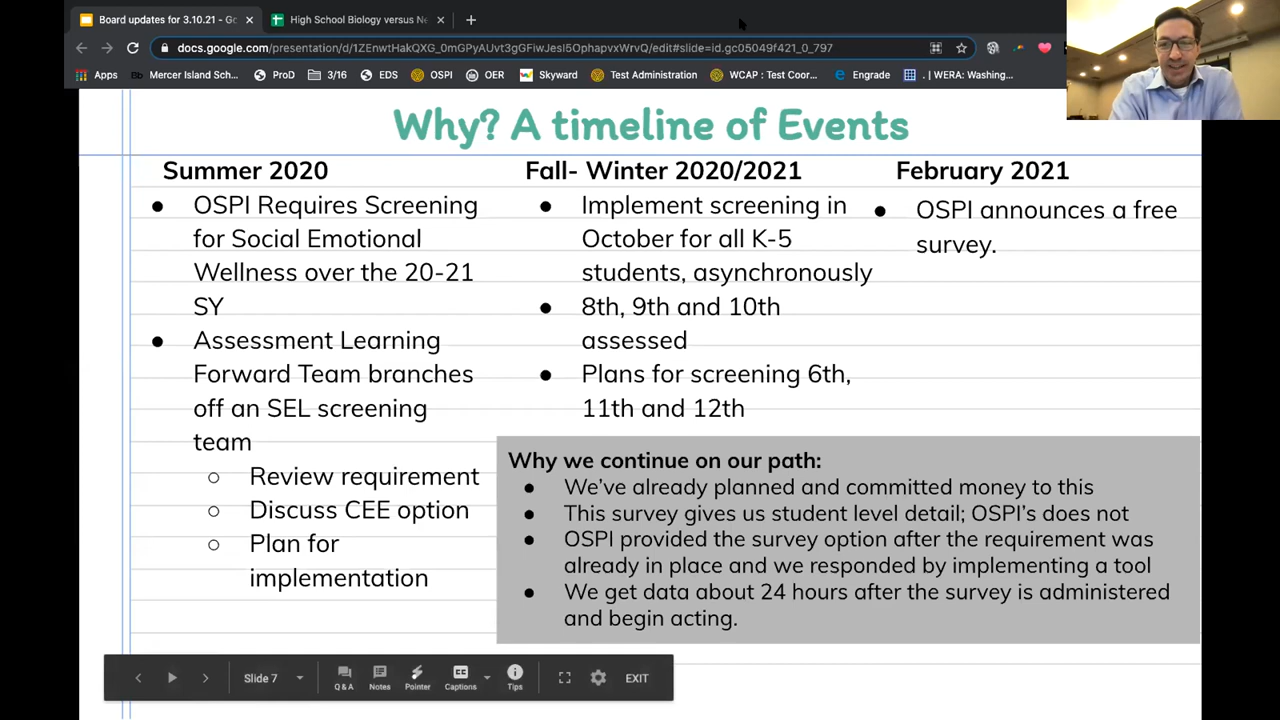 Board updates for 3.10.21 - Go
High School Biology versus Ne
docs.google.com/presentation/d/1ZEnwtHakQXG_0mGPyAUvt3gGFiwJesI5OphapvxWrvQ/edit#slide=id.gc05049f421_0_797
Apps
Mercer Island Sch...
ProD
3/16
EDS
OSPI
OER
Skyward
Test Administration
WCAP : Test Coor...
Engrade
. | WERA: Washing...
Why? A timeline of Events
Summer 2020
● OSPI Requires Screening
for Social Emotional
Wellness over the 20-21
SY
● Assessment Learning
Forward Team branches
off an SEL screening
team
○ Review requirement
○ Discuss CEE option
○ Plan for
implementation
Fall- Winter 2020/2021
● Implement screening in
October for all K-5
students, asynchronously
● 8th, 9th and 10th
assessed
● Plans for screening 6th,
11th and 12th
February 2021
● OSPI announces a free
survey.
Why we continue on our path:
● We've already planned and committed money to this
● This survey gives us student level detail; OSPI's does not
● OSPI provided the survey option after the requirement was
already in place and we responded by implementing a tool
● We get data about 24 hours after the survey is administered
and begin acting.
Slide 7
Q & A
Notes
Pointer
Captions
Tips
EXIT